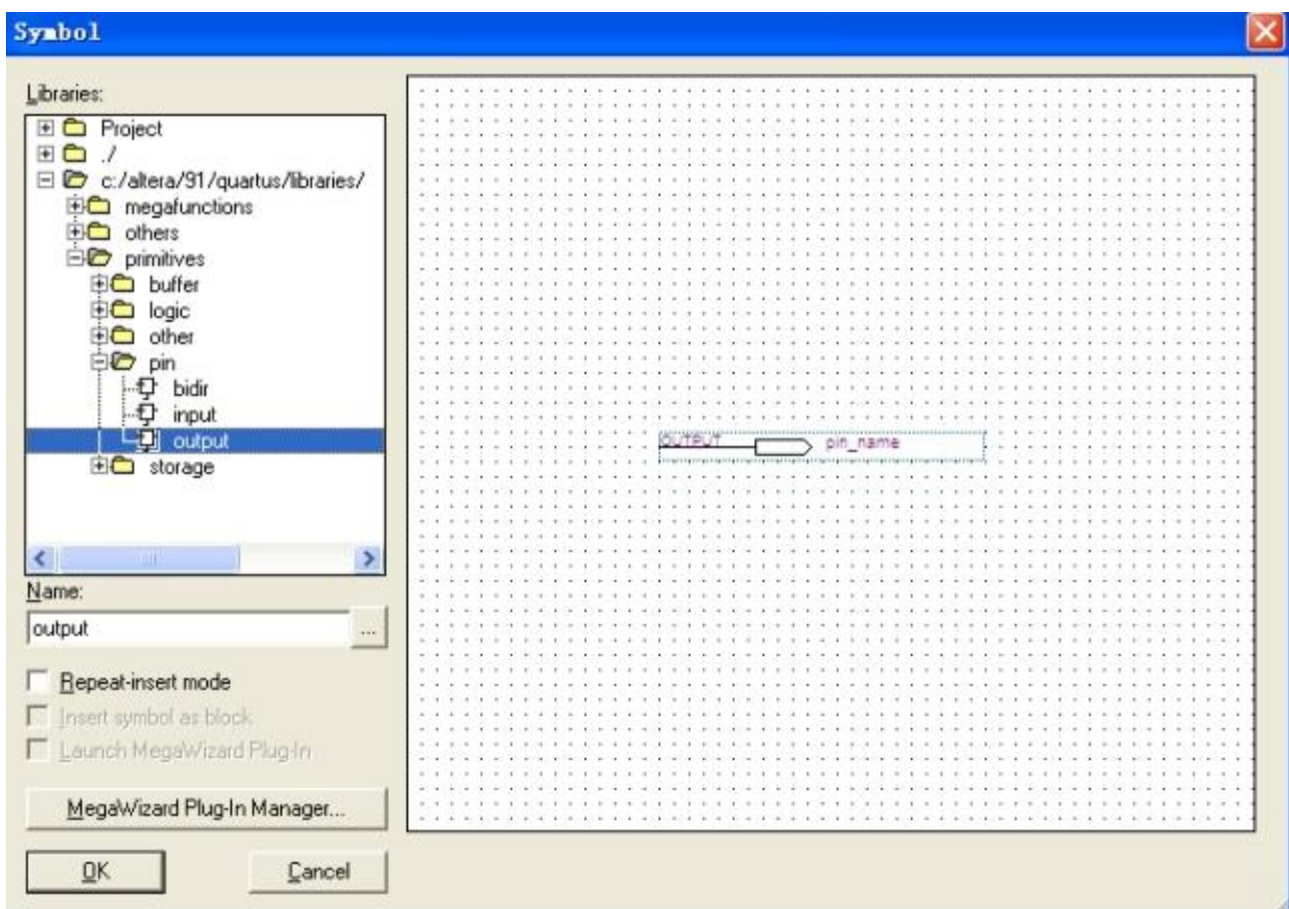 Symbol
Libraries:
Project
./
c:/altera/91/quartus/libraries/
megafunctions
others
primitives
buffer
logic
other
pin
bidir
input
output
storage
Name:
output
...
Repeat-insert mode
Insert symbol as block
Launch MegaWizard Plug-In
MegaWizard Plug-In Manager...
OK
Cancel
OUTPUT pin_name